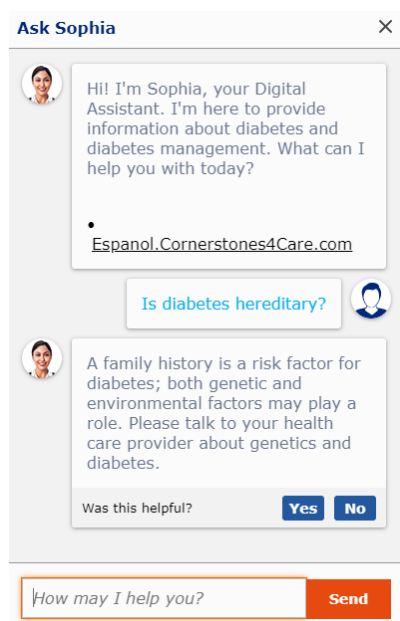 Ask Sophia
Hi! I'm Sophia, your Digital
Assistant. I'm here to provide
information about diabetes and
diabetes management. What can I
help you with today?
•
Espanol.Cornerstones4Care.com
Is diabetes hereditary?
A family history is a risk factor for
diabetes; both genetic and
environmental factors may play a
role. Please talk to your health
care provider about genetics and
diabetes.
Was this helpful? Yes No
How may I help you? Send